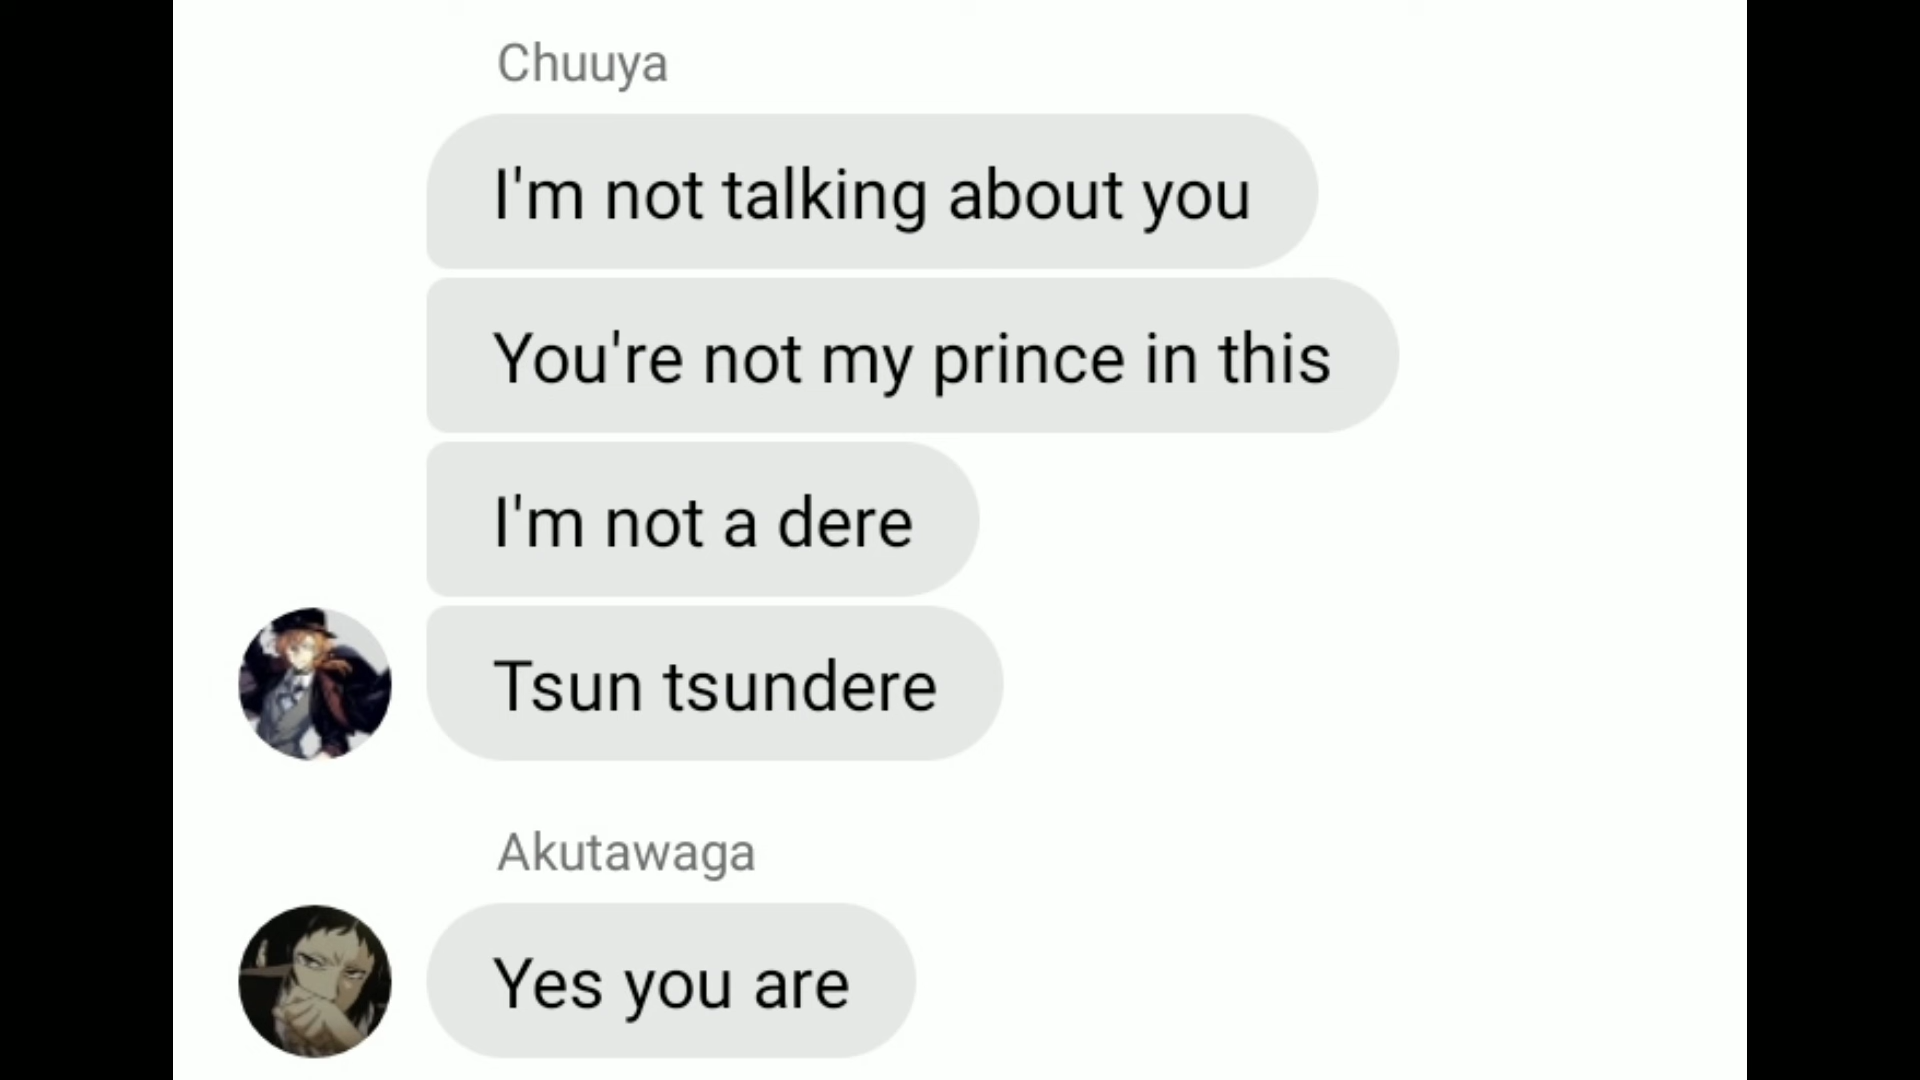 Chuuya
I'm not talking about you
You're not my prince in this
I'm not a dere
Tsun tsundere
Akutawaga
Yes you are